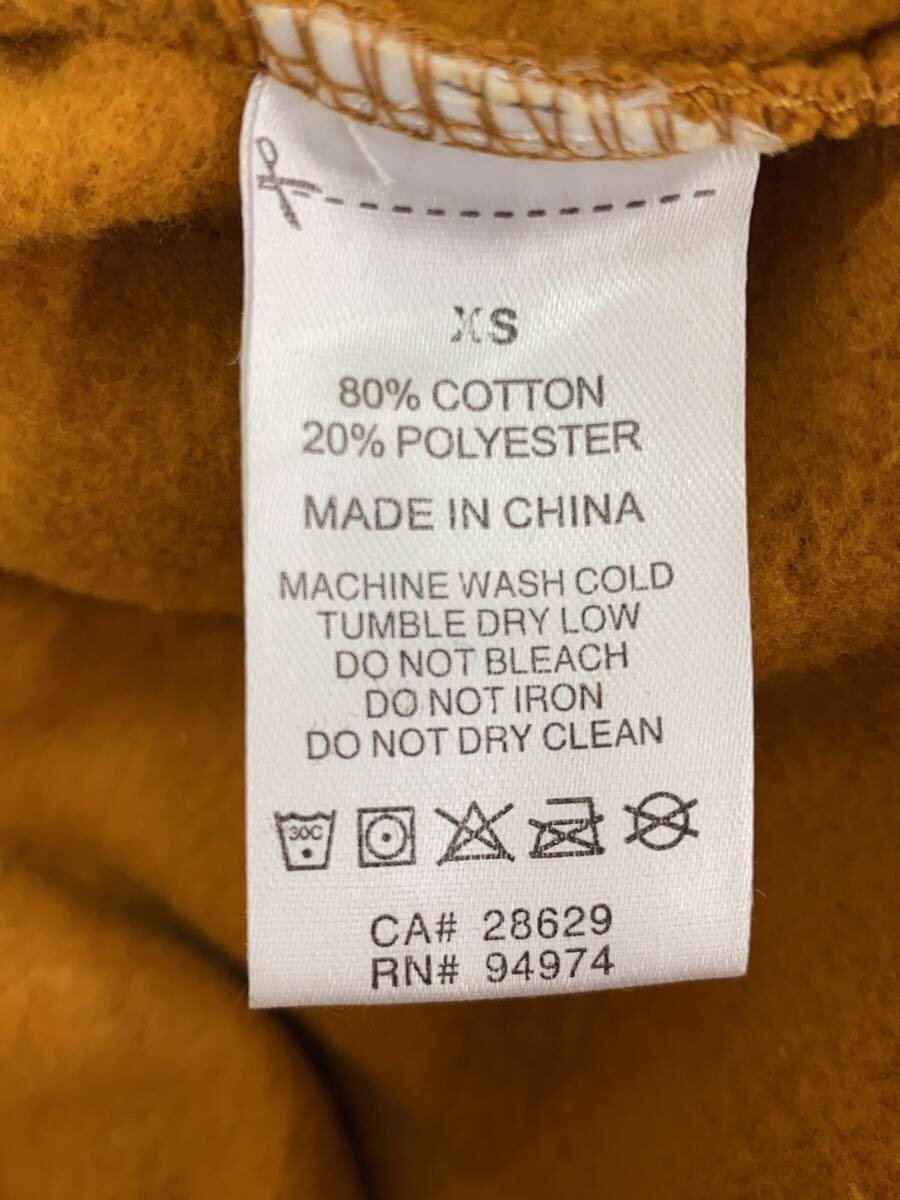 XS
80% COTTON
20% POLYESTER
MADE IN CHINA
MACHINE WASH COLD
TUMBLE DRY LOW
DO NOT BLEACH
DO NOT IRON
DO NOT DRY CLEAN
30C
CA# 28629
RN# 94974